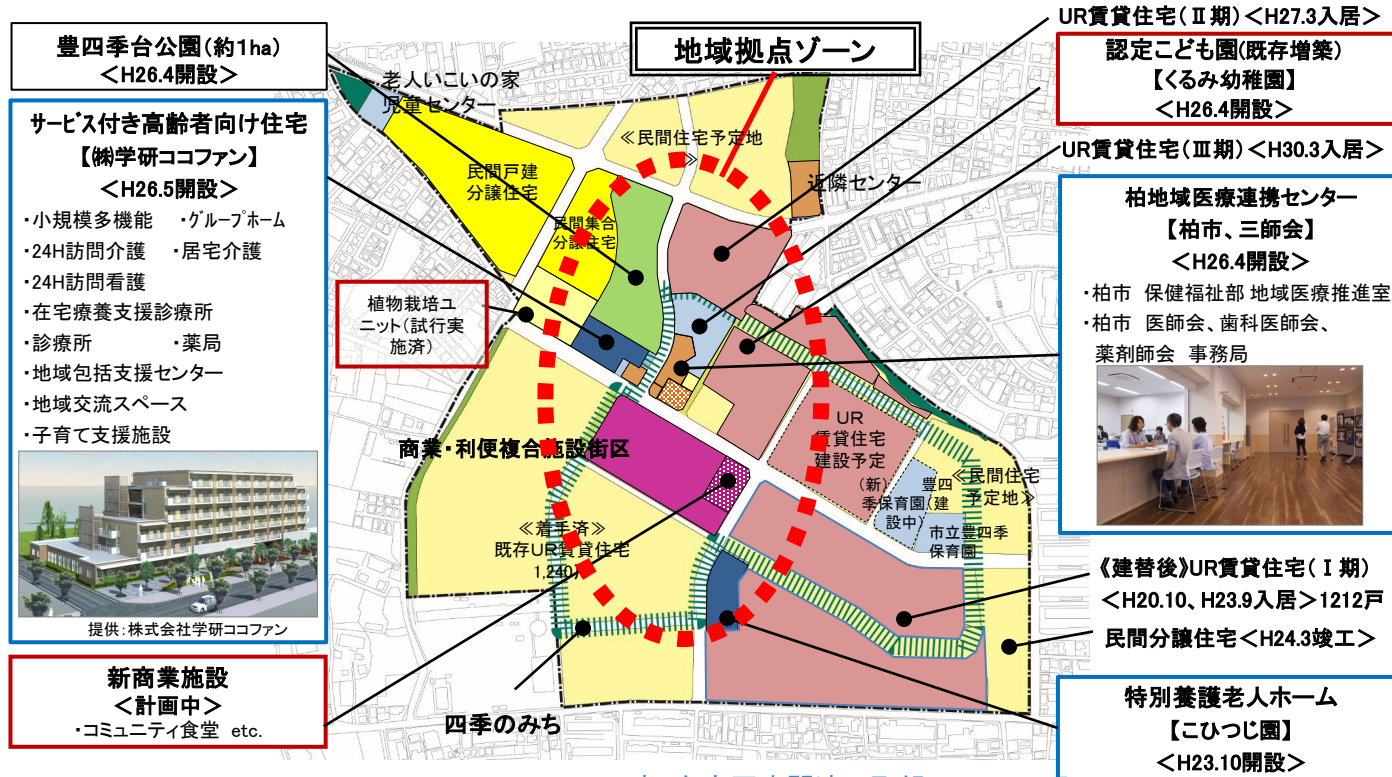 豊四季台公園(約1ha)
<H26.4開設>
サービス付き高齢者向け住宅
【㈱学研ココファン】
<H26.5開設>
・小規模多機能 ・グループホーム
・24H訪問介護 ・居宅介護
・24H訪問看護
・在宅療養支援診療所
・診療所 ・薬局
・地域包括支援センター
・地域交流スペース
・子育て支援施設
提供:株式会社学研ココファン
新商業施設
<計画中>
・コミュニティ食堂 etc.
地域拠点ゾーン
老人いこいの家
児童センター
≪民間住宅予定地
≫
民間戸建
分譲住宅
民間集合
分譲住宅
近隣センター
植物栽培ユ
ニット(試行実
施済)
商業・利便複合施設街区
UR
賃貸住宅
建設予定
(新) 豊四
季保育園(建
設中)
≪民間住宅
予定地≫
市立豊四季
保育園
≪着手済≫
既存UR賃貸住宅
1,240
四季のみち
UR賃貸住宅(Ⅱ期)<H27.3入居>
認定こども園(既存増築)
【くるみ幼稚園】
<H26.4開設>
UR賃貸住宅(Ⅲ期)<H30.3入居>
柏地域医療連携センター
【柏市、三師会】
<H26.4開設>
・柏市 保健福祉部 地域医療推進室
・柏市 医師会、歯科医師会、
薬剤師会 事務局
《建替後》UR賃貸住宅(Ⅰ期)
<H20.10、H23.9入居>1212戸
民間分譲住宅<H24.3竣工>
特別養護老人ホーム
【こひつじ園】
<H23.10開設>